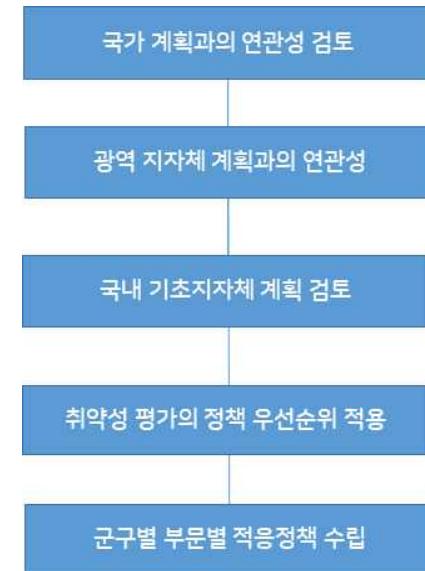 국가 계획과의 연관성 검토
광역 지자체 계획과의 연관성
국내 기초지자체 계획 검토
취약성 평가의 정책 우선순위 적용
군구별 부문별 적응정책 수립